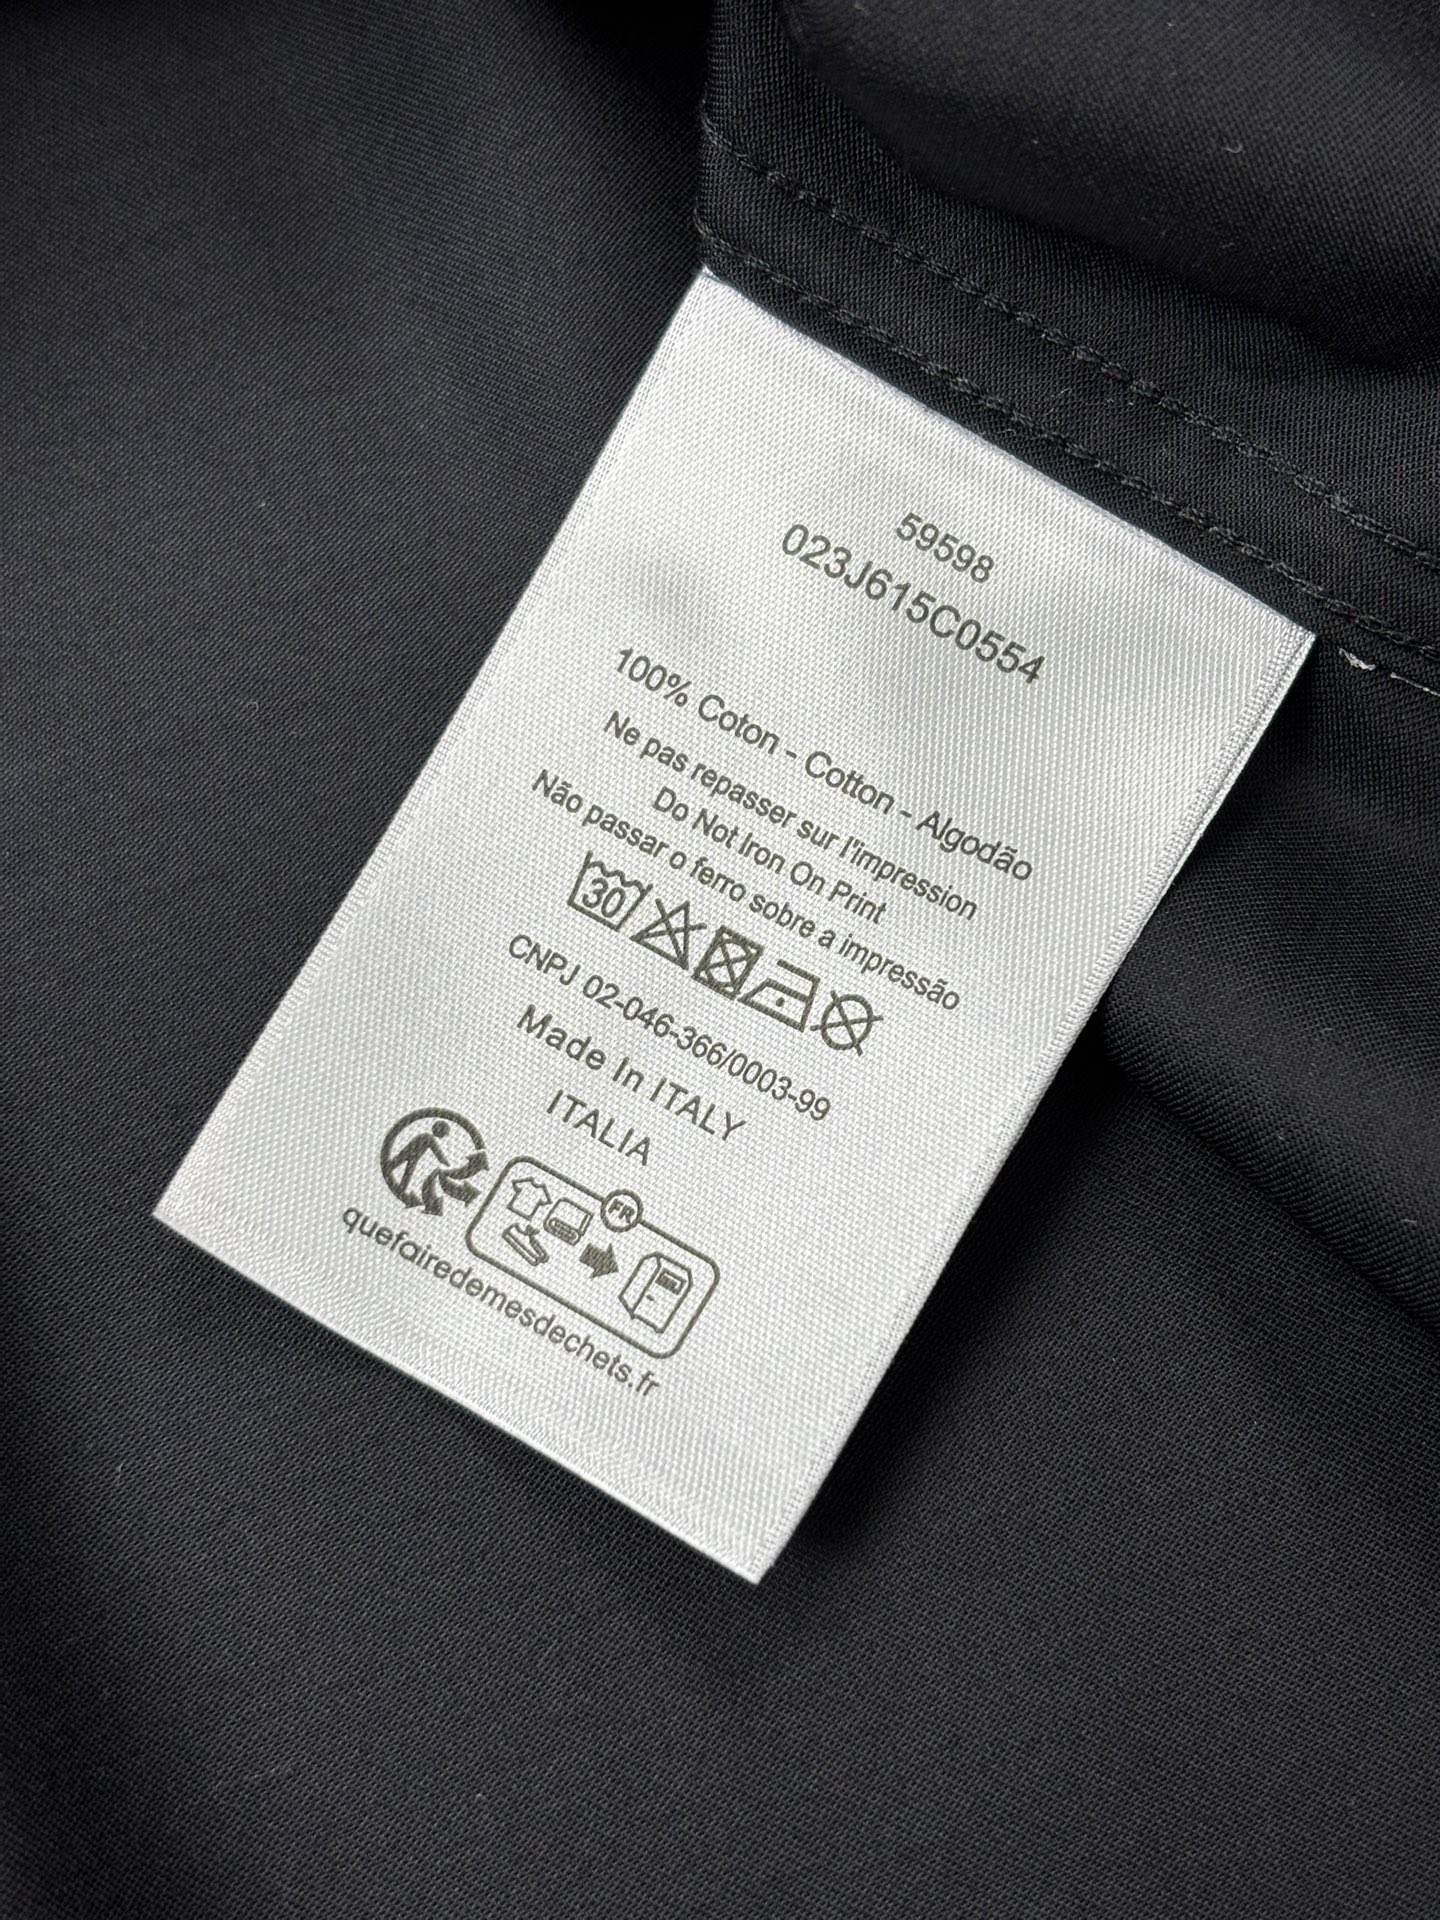 59598
023J615C0554
100% Coton - Cotton - Algodão
Ne pas repasser sur l'impression
Do Not Iron On Print
Não passar o ferro sobre a impressão
30
CNPJ 02-046-366/0003-99
Made In ITALY
ITALIA
FR
quefairedemesdechets.fr